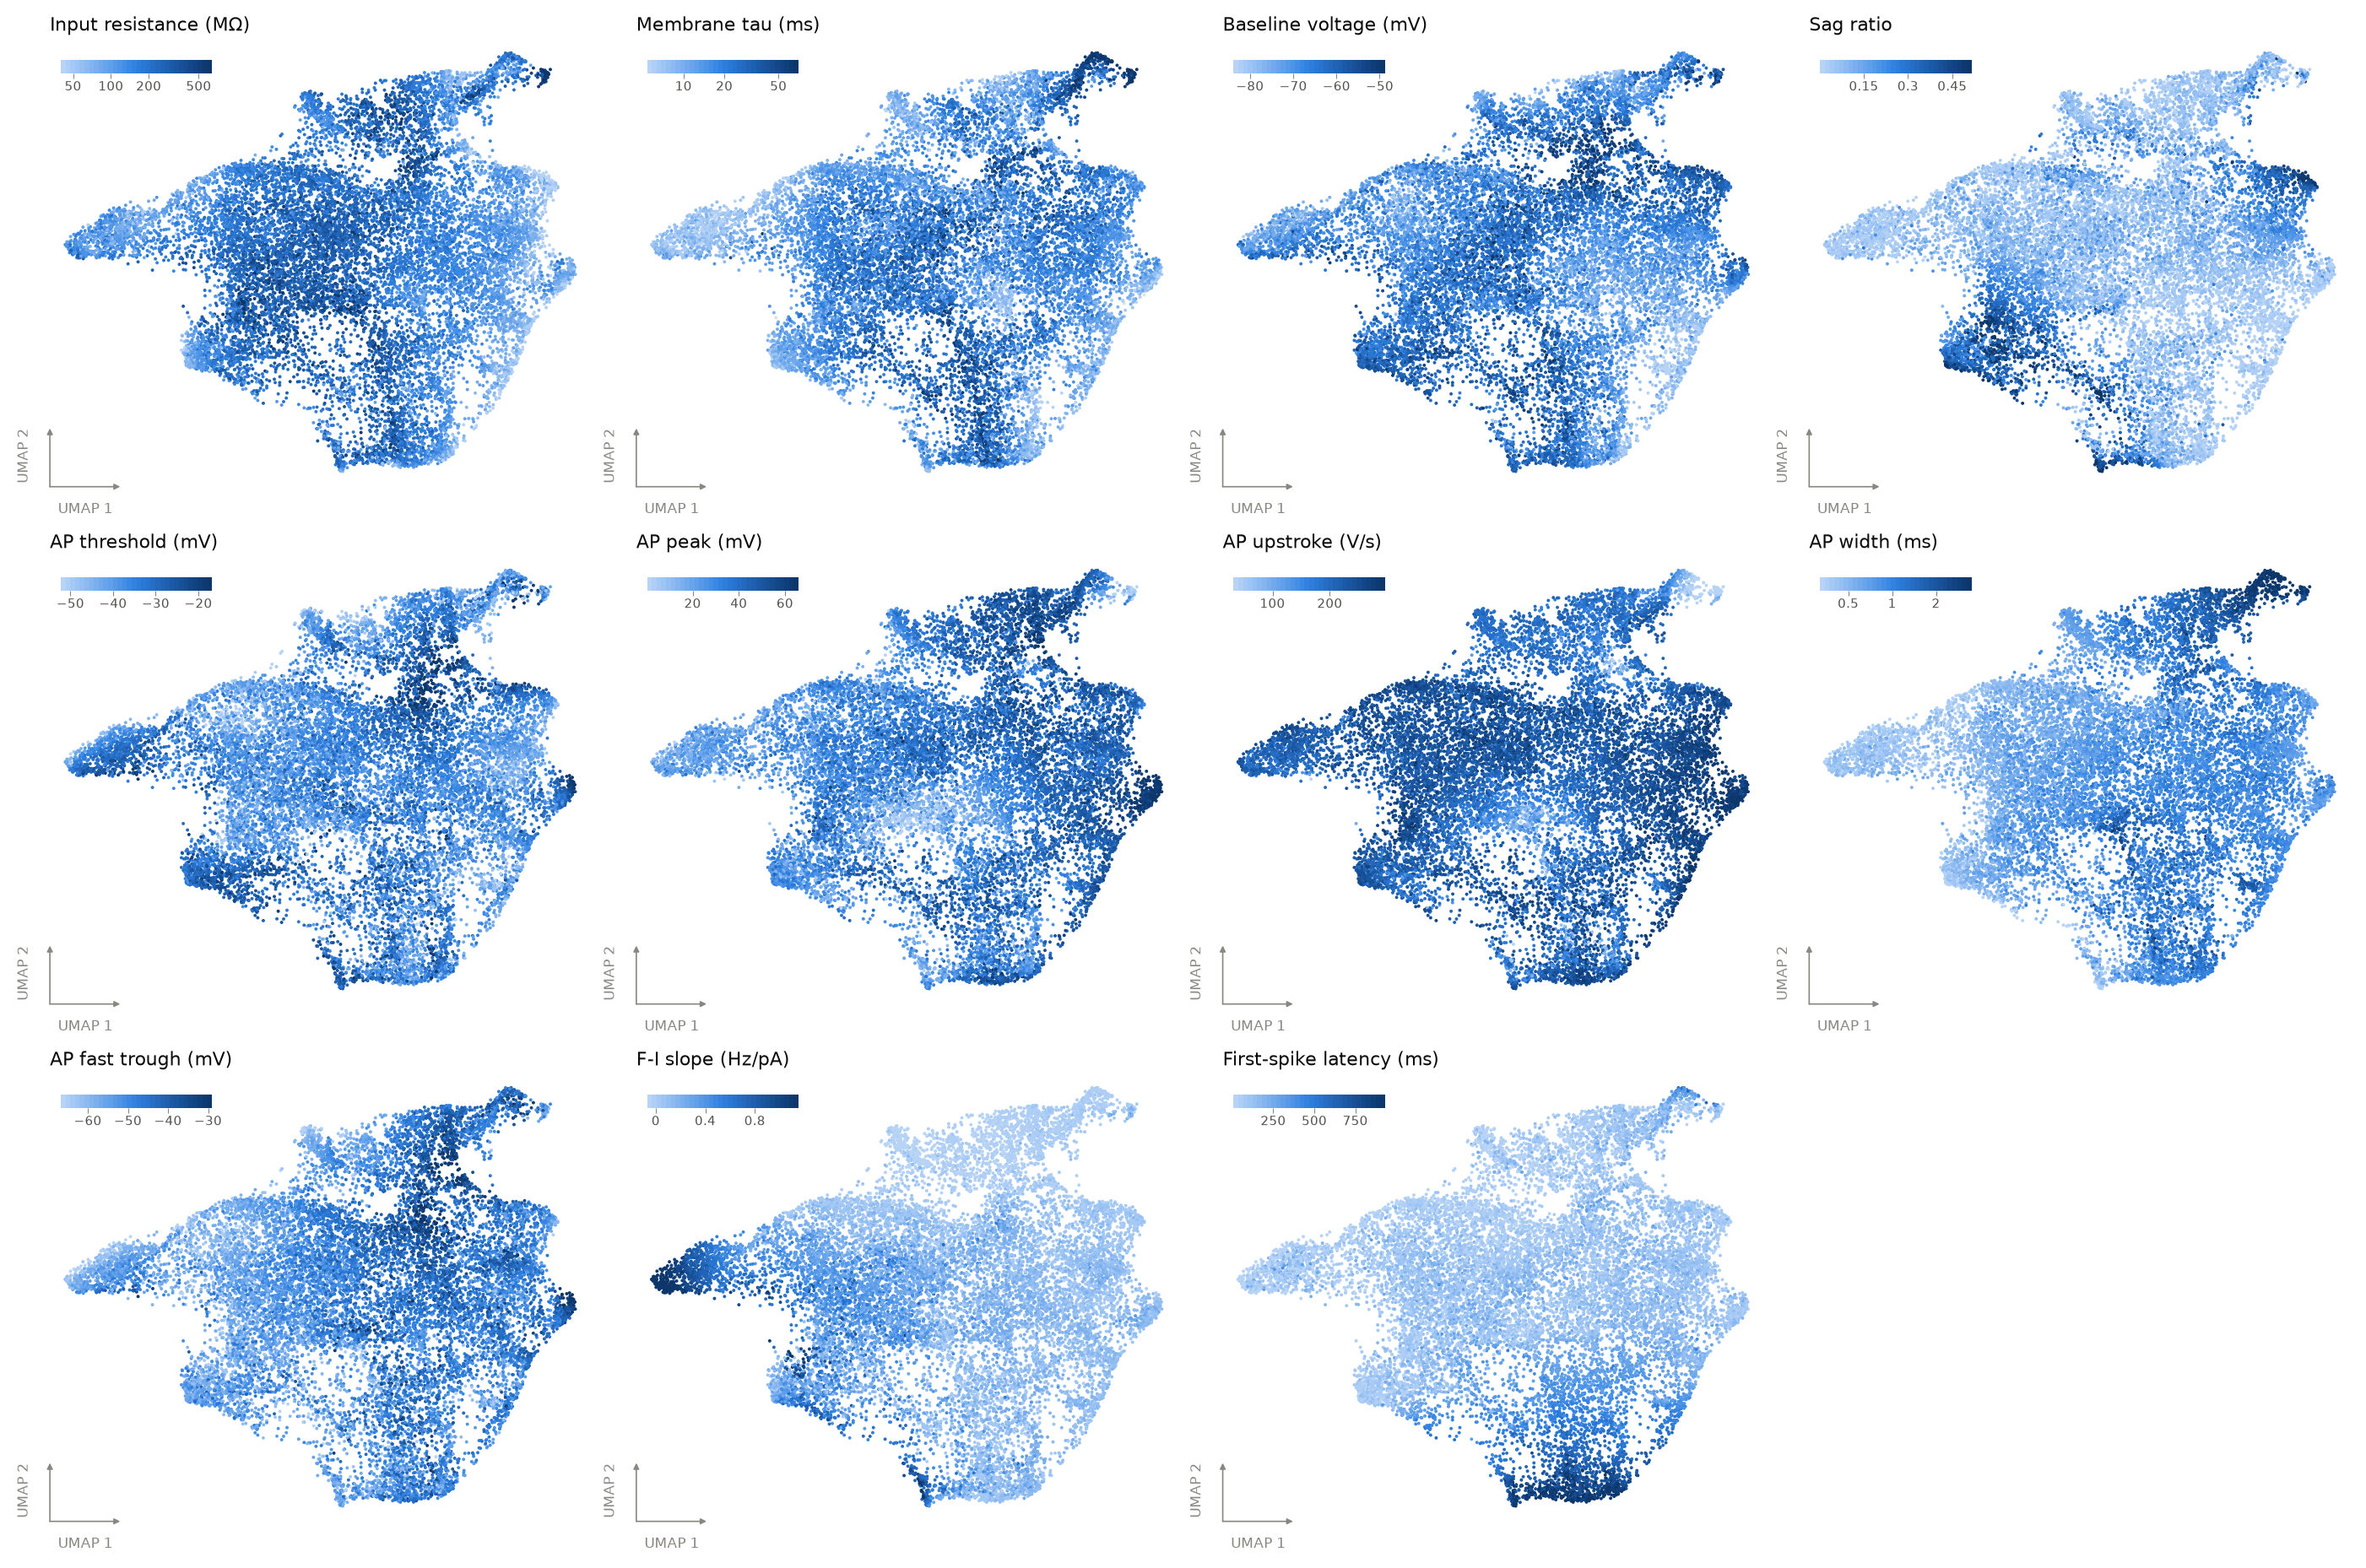 Input resistance (MΩ)
50 100 200 500
UMAP 2
UMAP 1
Membrane tau (ms)
10 20 50
UMAP 2
UMAP 1
Baseline voltage (mV)
−80 −70 −60 −50
UMAP 2
UMAP 1
Sag ratio
0.15 0.3 0.45
UMAP 2
UMAP 1
AP threshold (mV)
−50 −40 −30 −20
UMAP 2
UMAP 1
AP peak (mV)
20 40 60
UMAP 2
UMAP 1
AP upstroke (V/s)
100 200
UMAP 2
UMAP 1
AP width (ms)
0.5 1 2
UMAP 2
UMAP 1
AP fast trough (mV)
−60 −50 −40 −30
UMAP 2
UMAP 1
F-I slope (Hz/pA)
0 0.4 0.8
UMAP 2
UMAP 1
First-spike latency (ms)
250 500 750
UMAP 2
UMAP 1